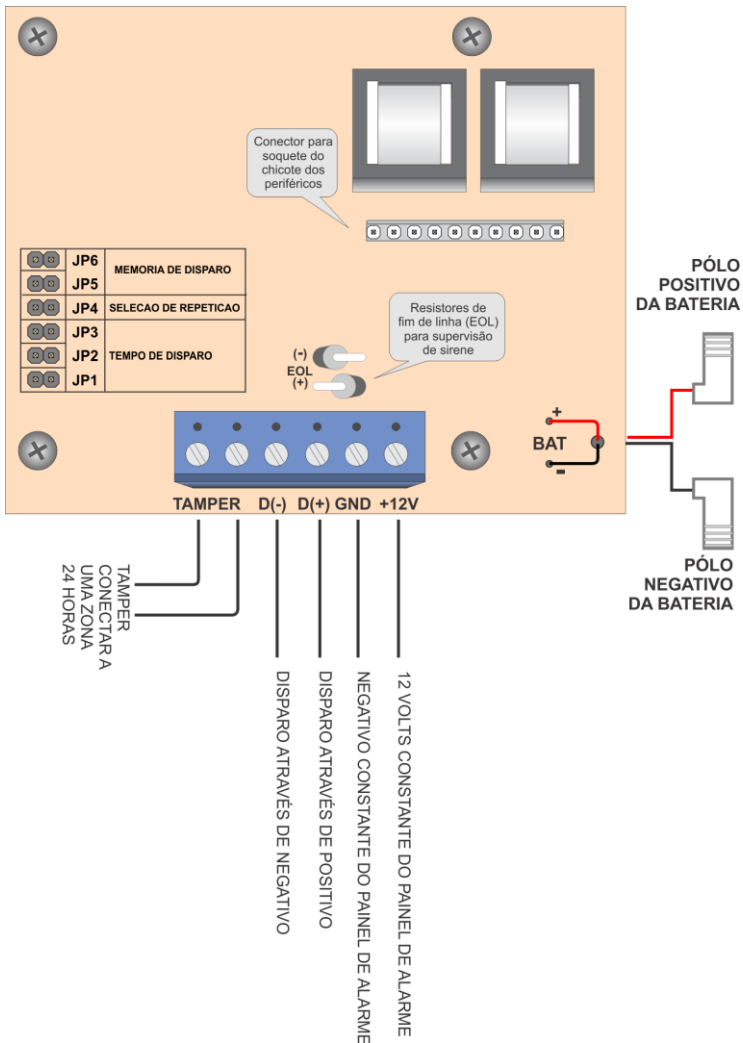 Conector para
soquete do
chicote dos
periféricos
JP6
MEMORIA DE DISPARO
JP5
JP4 SELECAO DE REPETICAO
JP3
JP2 TEMPO DE DISPARO
JP1
Resistores de
fim de linha (EOL)
para supervisão
de sirene
(-)
EOL
(+)
PÓLO
POSITIVO
DA BATERIA
+
BAT
-
PÓLO
NEGATIVO
DA BATERIA
TAMPER D(-) D(+) GND +12V
TAMPER
CONECTAR A
UMA ZONA
24 HORAS
DISPARO ATRAVÉS DE NEGATIVO
DISPARO ATRAVÉS DE POSITIVO
NEGATIVO CONSTANTE DO PAINEL DE ALARME
12 VOLTS CONSTANTE DO PAINEL DE ALARME